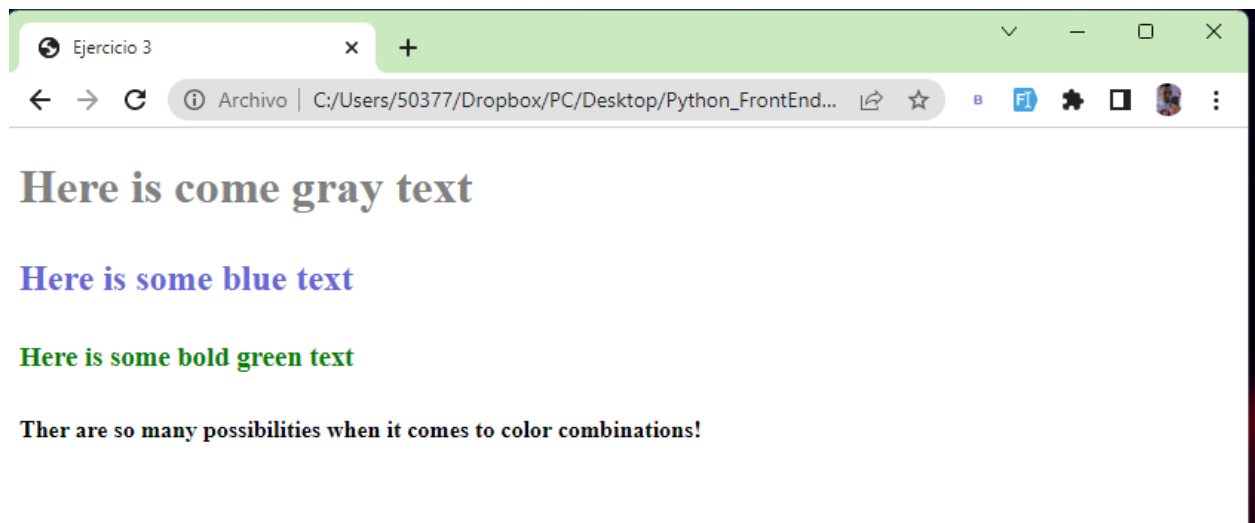 Ejercicio 3
Archivo C:/Users/50377/Dropbox/PC/Desktop/Python_FrontEnd... B FI
Here is come gray text
Here is some blue text
Here is some bold green text
Ther are so many possibilities when it comes to color combinations!